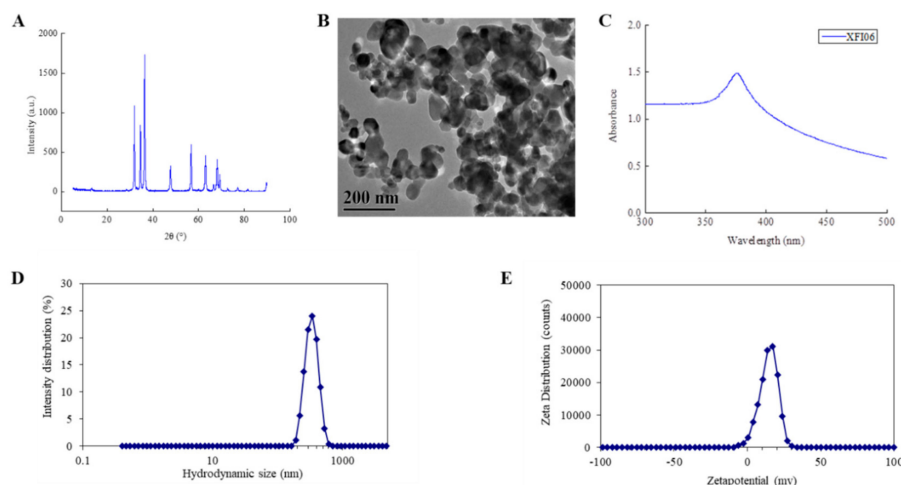 A
2000
1500
1000
500
0
Intensity (a.u.)
0 20 40 60 80 100
2θ (°)
B
200 nm
C
XFI06
2.0
1.5
1.0
0.5
0.0
Absorbance
300 350 400 450 500
Wavelength (nm)
D
30
25
20
15
10
5
0
Intensity distribution (%)
0.1 10 1000
Hydrodynamic size (nm)
E
50000
40000
30000
20000
10000
0
Zeta Distribution (counts)
-100 -50 0 50 100
Zetapotential (mv)